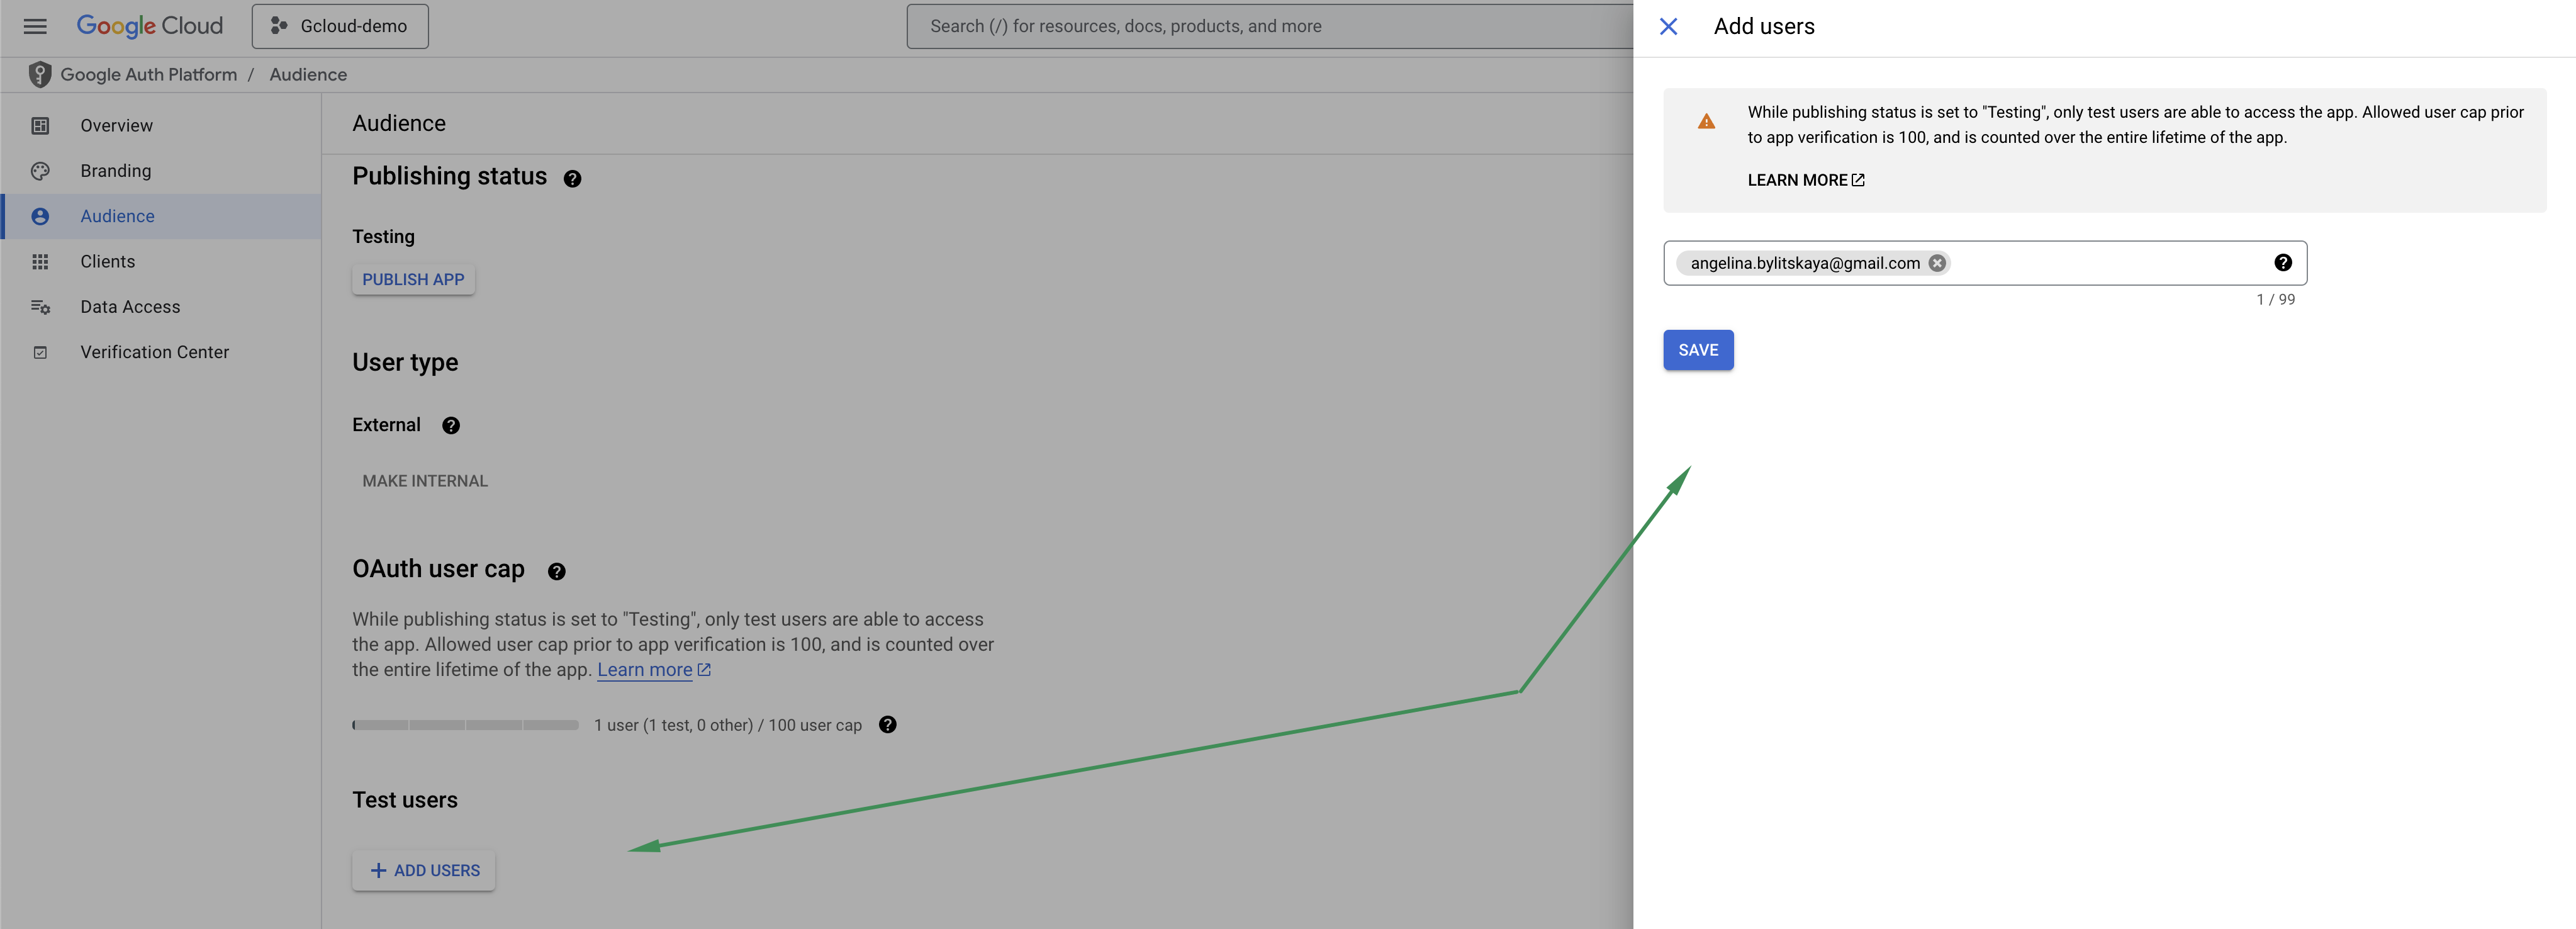 Google Cloud
Gcloud-demo
Search (/) for resources, docs, products, and more
Google Auth Platform / Audience
Overview
Branding
Audience
Clients
Data Access
Verification Center
Audience
Publishing status
Testing
PUBLISH APP
User type
External
MAKE INTERNAL
OAuth user cap
While publishing status is set to "Testing", only test users are able to access
the app. Allowed user cap prior to app verification is 100, and is counted over
the entire lifetime of the app. Learn more
1 user (1 test, 0 other) / 100 user cap
Test users
+ ADD USERS
Add users
While publishing status is set to "Testing", only test users are able to access the app. Allowed user cap prior
to app verification is 100, and is counted over the entire lifetime of the app.
LEARN MORE
angelina.bylitskaya@gmail.com
1 / 99
SAVE